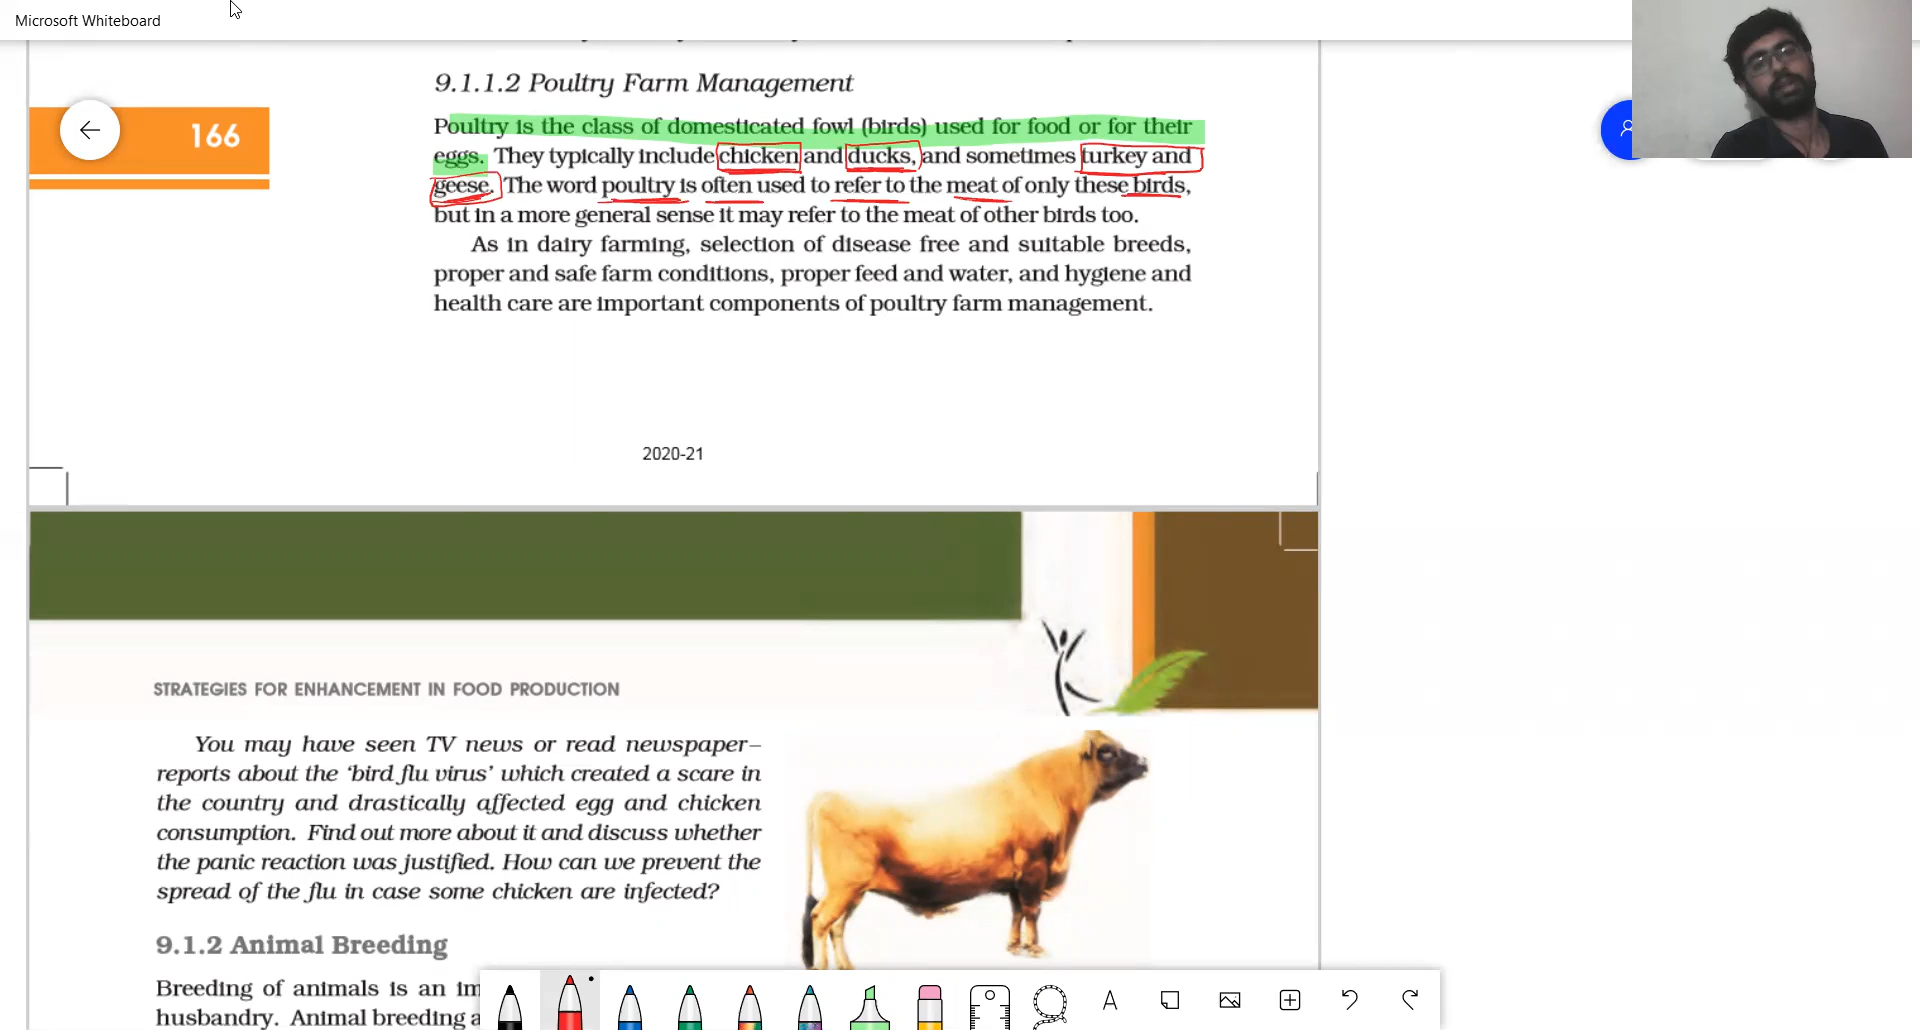 Microsoft Whiteboard
9.1.1.2 Poultry Farm Management
166
Poultry is the class of domesticated fowl (birds) used for food or for their
eggs. They typically include chicken and ducks, and sometimes turkey and
geese. The word poultry is often used to refer to the meat of only these birds,
but in a more general sense it may refer to the meat of other birds too.
As in dairy farming, selection of disease free and suitable breeds,
proper and safe farm conditions, proper feed and water, and hygiene and
health care are important components of poultry farm management.
2020-21
STRATEGIES FOR ENHANCEMENT IN FOOD PRODUCTION
You may have seen TV news or read newspaper–
reports about the ‘bird flu virus’ which created a scare in
the country and drastically affected egg and chicken
consumption. Find out more about it and discuss whether
the panic reaction was justified. How can we prevent the
spread of the flu in case some chicken are infected?
9.1.2 Animal Breeding
Breeding of animals is an im
husbandry. Animal breeding a